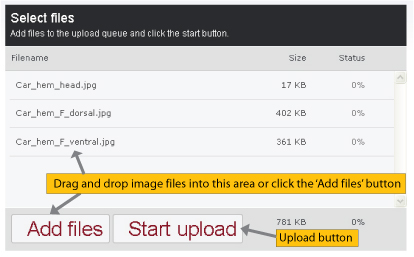 Select files
Add files to the upload queue and click the start button.
Filename Size Status
Car_hem_head.jpg 17 KB 0%
Car_hem_F_dorsal.jpg 402 KB 0%
Car_hem_F_ventral.jpg 361 KB 0%
Drag and drop image files into this area or click the ‘Add files’ button
Add files Start upload 781 KB 0%
Upload button